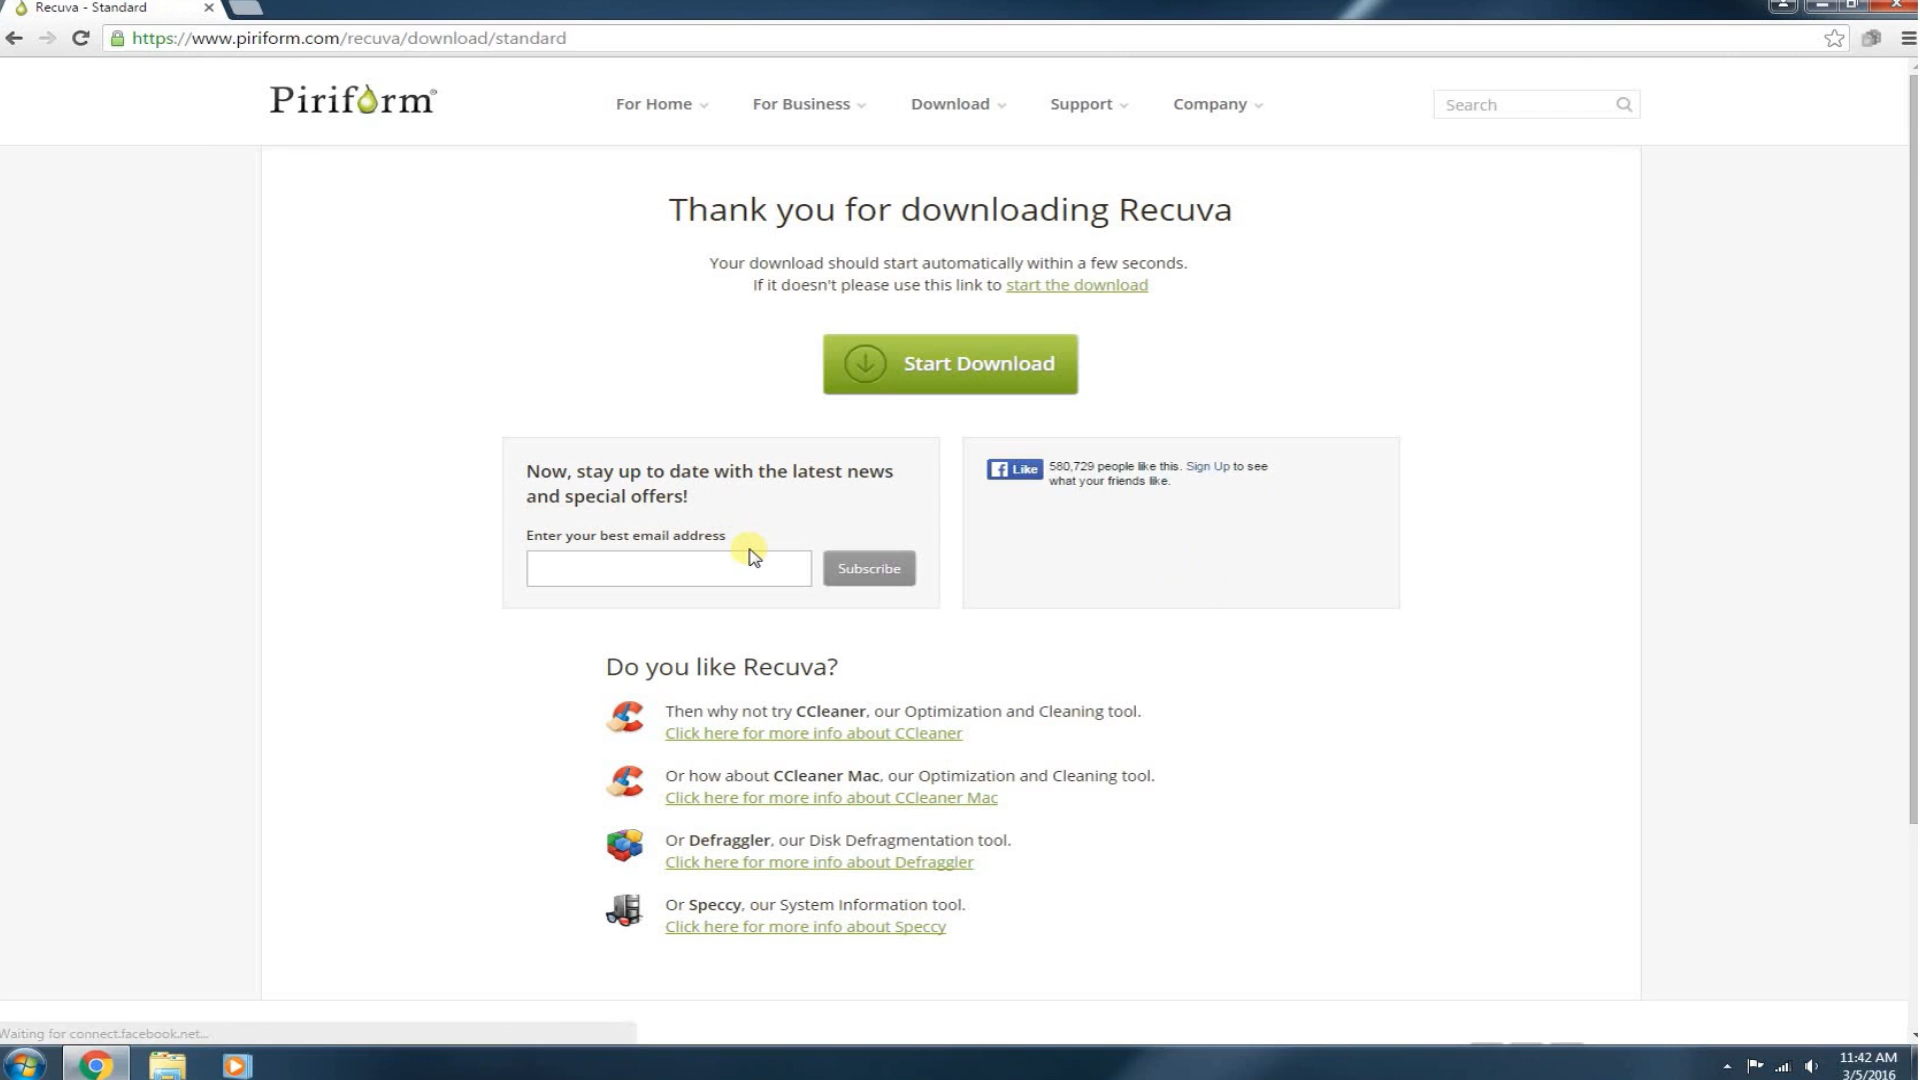 Recuva - Standard
https://www.piriform.com/recuva/download/standard
Piriform®
For Home
For Business
Download
Support
Company
Search
Thank you for downloading Recuva
Your download should start automatically within a few seconds.
If it doesn't please use this link to start the download
Start Download
Now, stay up to date with the latest news
and special offers!
Enter your best email address
Subscribe
f Like
580,729 people like this. Sign Up to see
what your friends like.
Do you like Recuva?
Then why not try CCleaner, our Optimization and Cleaning tool.
Click here for more info about CCleaner
Or how about CCleaner Mac, our Optimization and Cleaning tool.
Click here for more info about CCleaner Mac
Or Defraggler, our Disk Defragmentation tool.
Click here for more info about Defraggler
Or Speccy, our System Information tool.
Click here for more info about Speccy
Waiting for connect.facebook.net...
11:42 AM
3/5/2016